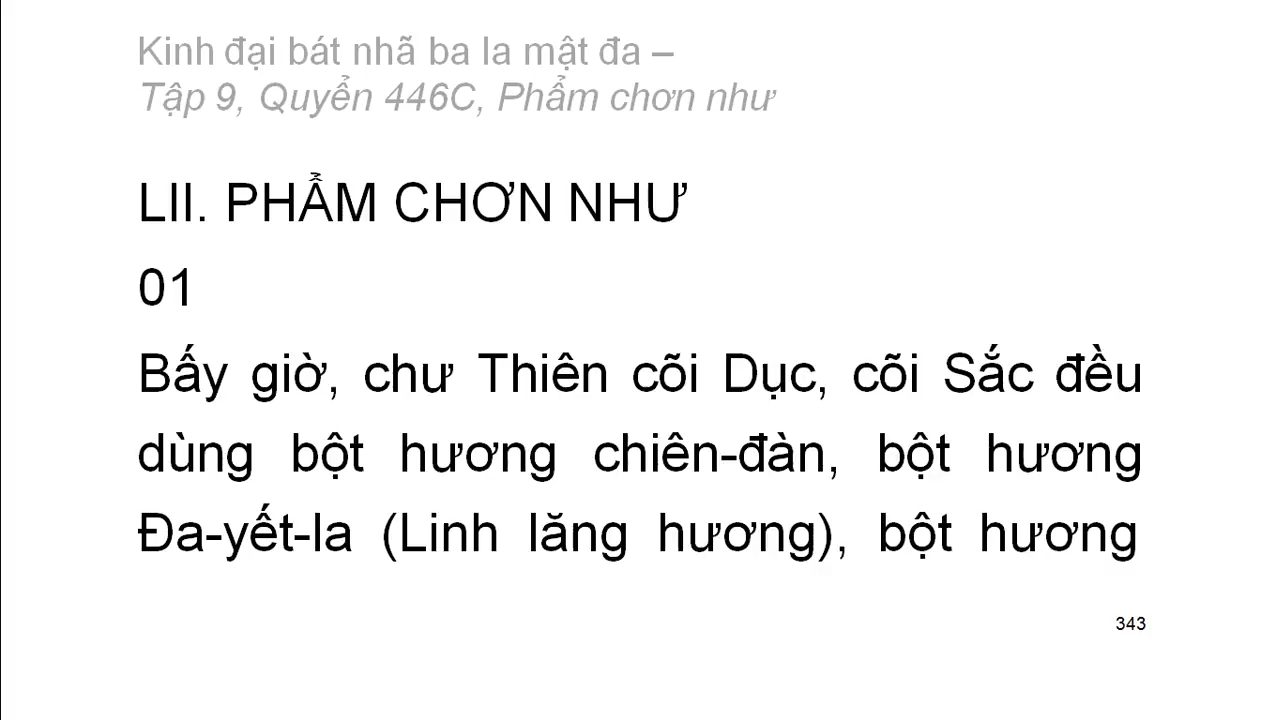 Kinh đại bát nhã ba la mật đa –
Tập 9, Quyển 446C, Phẩm chơn như
LII. PHẨM CHƠN NHƯ
01
Bấy giờ, chư Thiên cõi Dục, cõi Sắc đều
dùng bột hương chiên-đàn, bột hương
Đa-yết-la (Linh lăng hương), bột hương
343